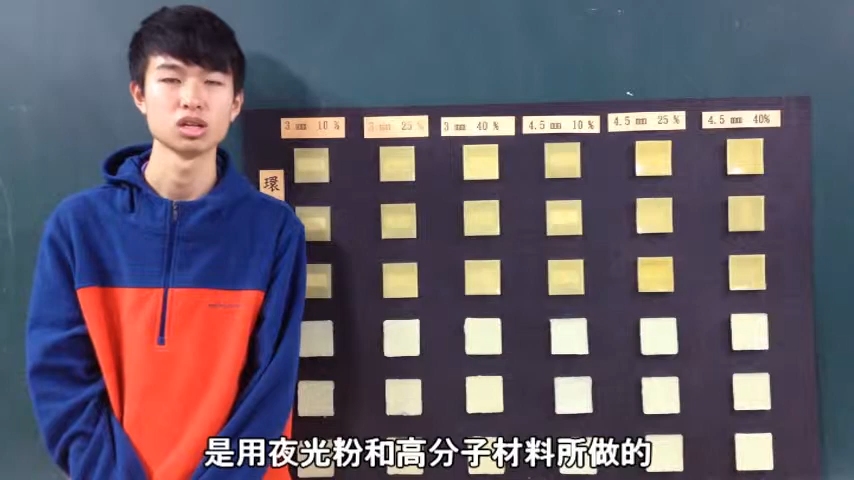 3 mm 10 %
3 mm 25 %
3 mm 40 %
4.5 mm 10 %
4.5 mm 25 %
4.5 mm 40%
環
是用夜光粉和高分子材料所做的